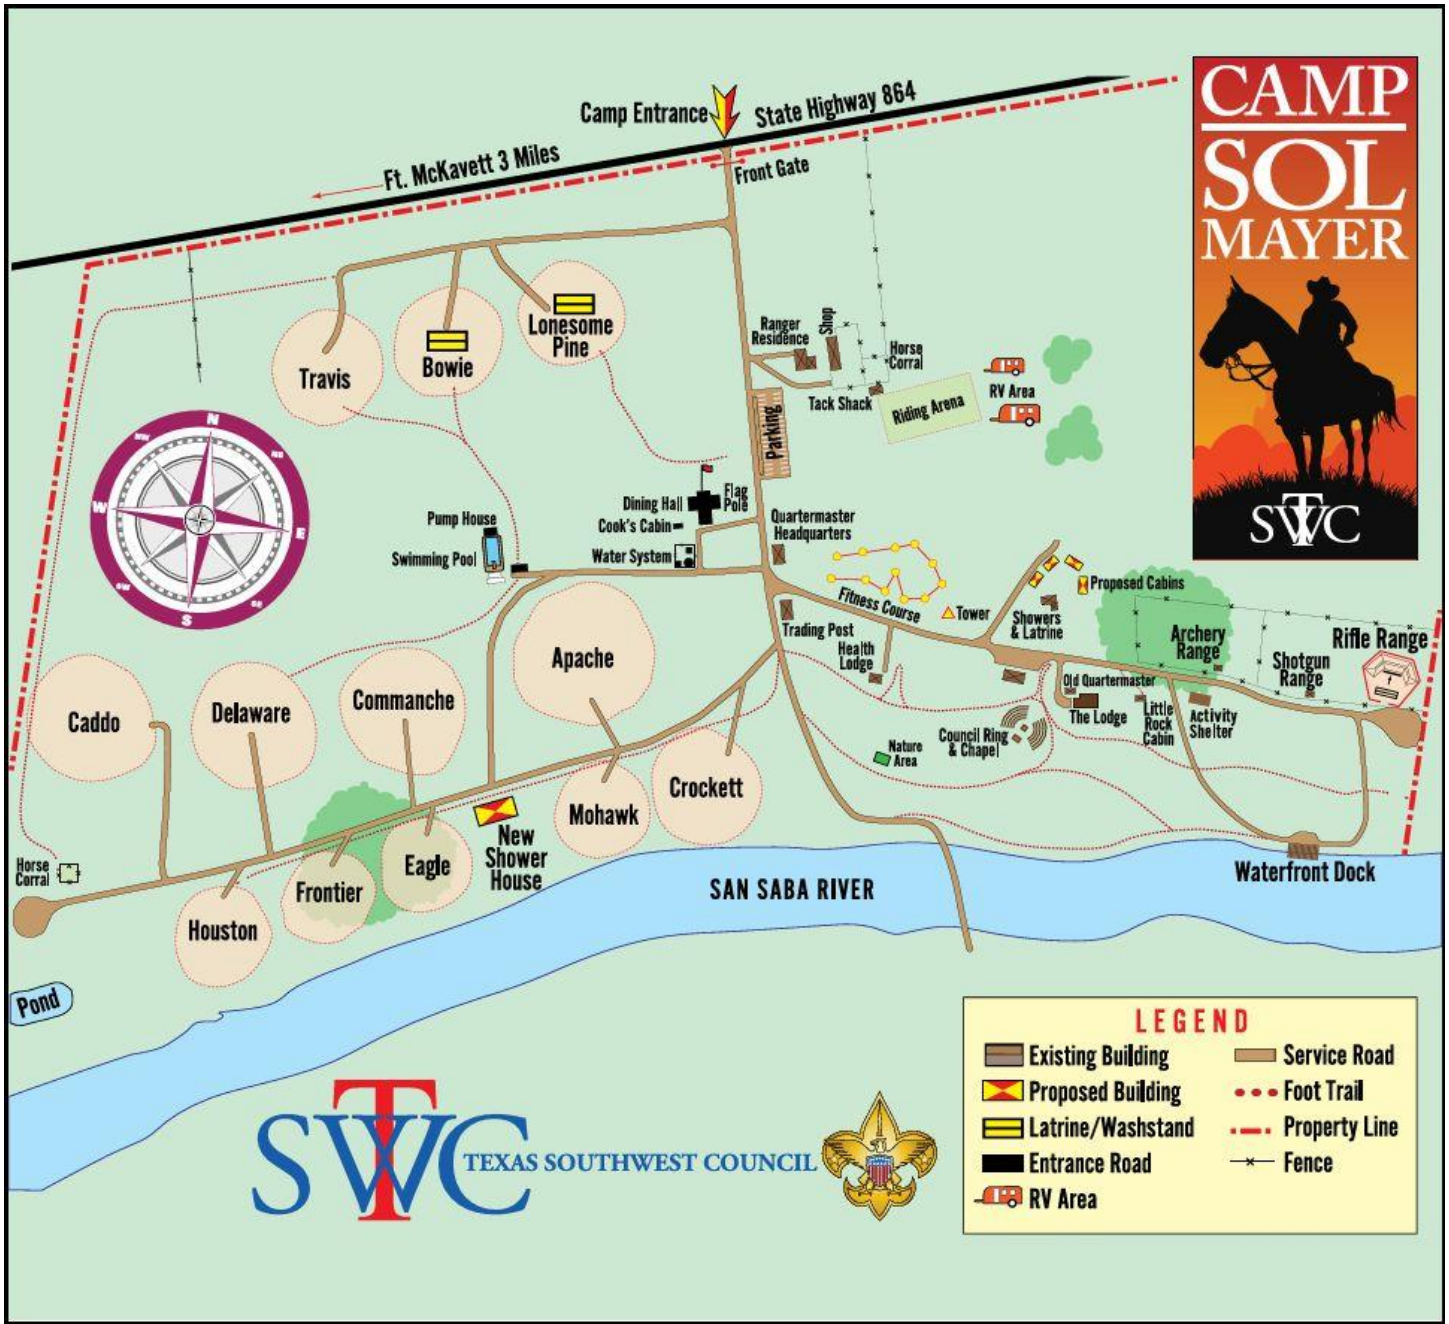 CAMP
SOL
MAYER
SWTC
Camp Entrance
State Highway 864
Ft. McKavett 3 Miles
Front Gate
Travis
Bowie
Lonesome
Pine
Ranger
Residence
Shop
Horse
Corral
Tack Shack
Riding Arena
RV Area
Parking
N
NE
E
SE
S
SW
W
NW
Dining Hall
Flag
Pole
Cook's Cabin
Water System
Pump House
Swimming Pool
Quartermaster
Headquarters
Fitness Course
Tower
Proposed Cabins
Showers
& Latrine
Trading Post
Health
Lodge
Archery
Range
Shotgun
Range
Rifle Range
Old Quartermaster
The Lodge
Little
Rock
Cabin
Activity
Shelter
Council Ring
& Chapel
Nature
Area
Apache
Commanche
Delaware
Caddo
Crockett
Mohawk
New
Shower
House
Eagle
Frontier
Houston
Horse
Corral
Pond
SAN SABA RIVER
Waterfront Dock
LEGEND
Existing Building
Proposed Building
Latrine/Washstand
Entrance Road
RV Area
Service Road
Foot Trail
Property Line
Fence
SWTC
TEXAS SOUTHWEST COUNCIL